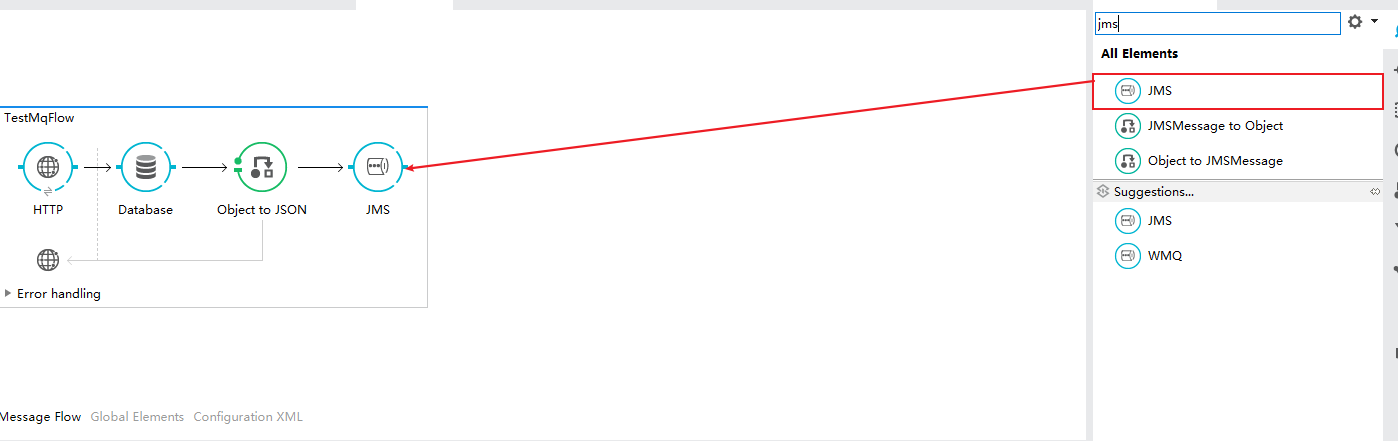 jms
All Elements
JMS
JMSMessage to Object
Object to JMSMessage
Suggestions...
JMS
WMQ
TestMqFlow
HTTP
Database
Object to JSON
JMS
Error handling
Message Flow Global Elements Configuration XML